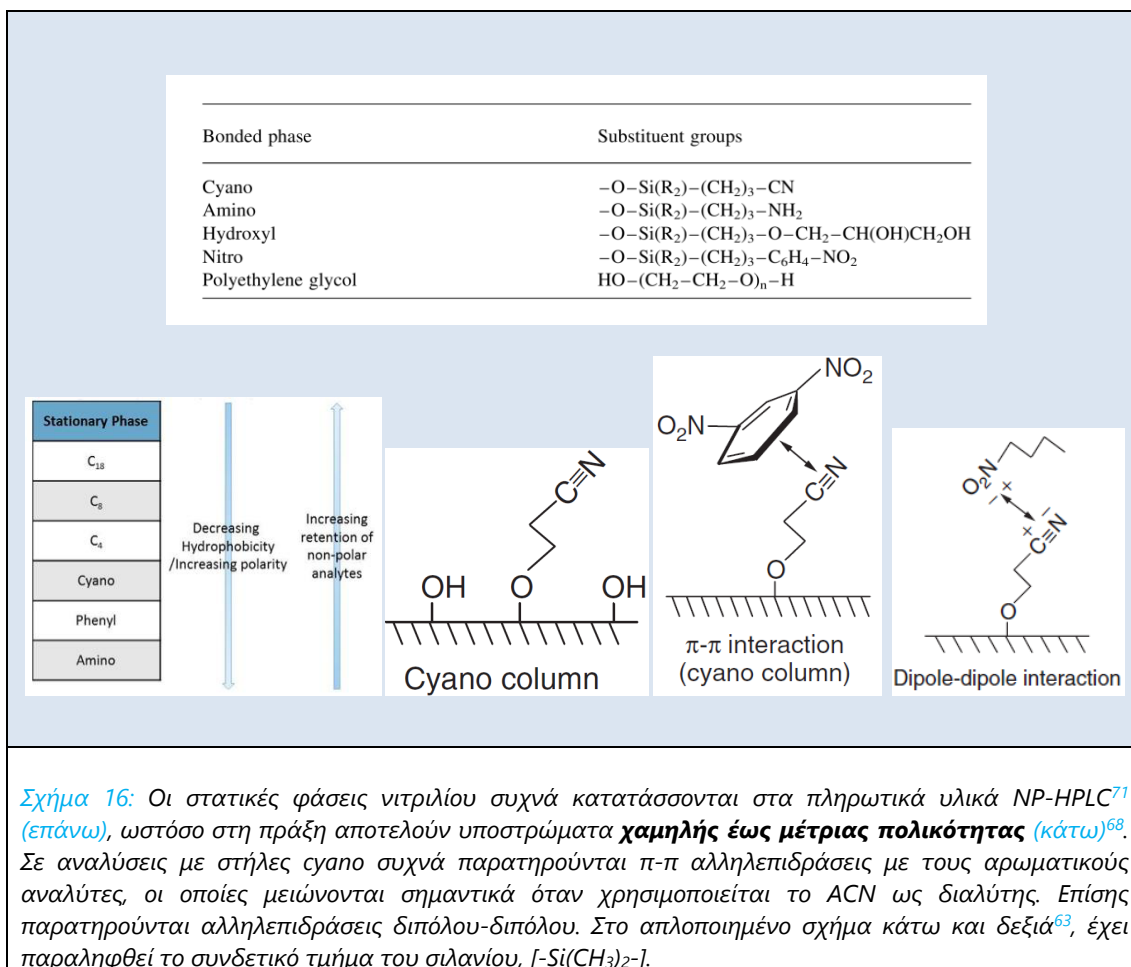 Bonded phase Substituent groups
Cyano –O–Si(R₂)–(CH₂)₃–CN
Amino –O–Si(R₂)–(CH₂)₃–NH₂
Hydroxyl –O–Si(R₂)–(CH₂)₃–O–CH₂–CH(OH)CH₂OH
Nitro –O–Si(R₂)–(CH₂)₃–C₆H₄–NO₂
Polyethylene glycol HO–(CH₂–CH₂–O)ₙ–H
Stationary Phase
C₁₈
C₈
C₄
Cyano
Phenyl
Amino
Decreasing
Hydrophobicity
/Increasing polarity
Increasing
retention of
non-polar
analytes
C≡N
OH O OH
Cyano column
NO₂
O₂N
C≡N
O
π-π interaction
(cyano column)
O₂N
− +
+ −
C≡N
O
Dipole-dipole interaction
Σχήμα 16: Οι στατικές φάσεις νιτριλίου συχνά κατατάσσονται στα πληρωτικά υλικά NP-HPLC⁷¹
(επάνω), ωστόσο στη πράξη αποτελούν υποστρώματα χαμηλής έως μέτριας πολικότητας (κάτω)⁶⁸.
Σε αναλύσεις με στήλες cyano συχνά παρατηρούνται π-π αλληλεπιδράσεις με τους αρωματικούς
αναλύτες, οι οποίες μειώνονται σημαντικά όταν χρησιμοποιείται το ACN ως διαλύτης. Επίσης
παρατηρούνται αλληλεπιδράσεις διπόλου-διπόλου. Στο απλοποιημένο σχήμα κάτω και δεξιά⁶³, έχει
παραληφθεί το συνδετικό τμήμα του σιλανίου, [-Si(CH₃)₂-].